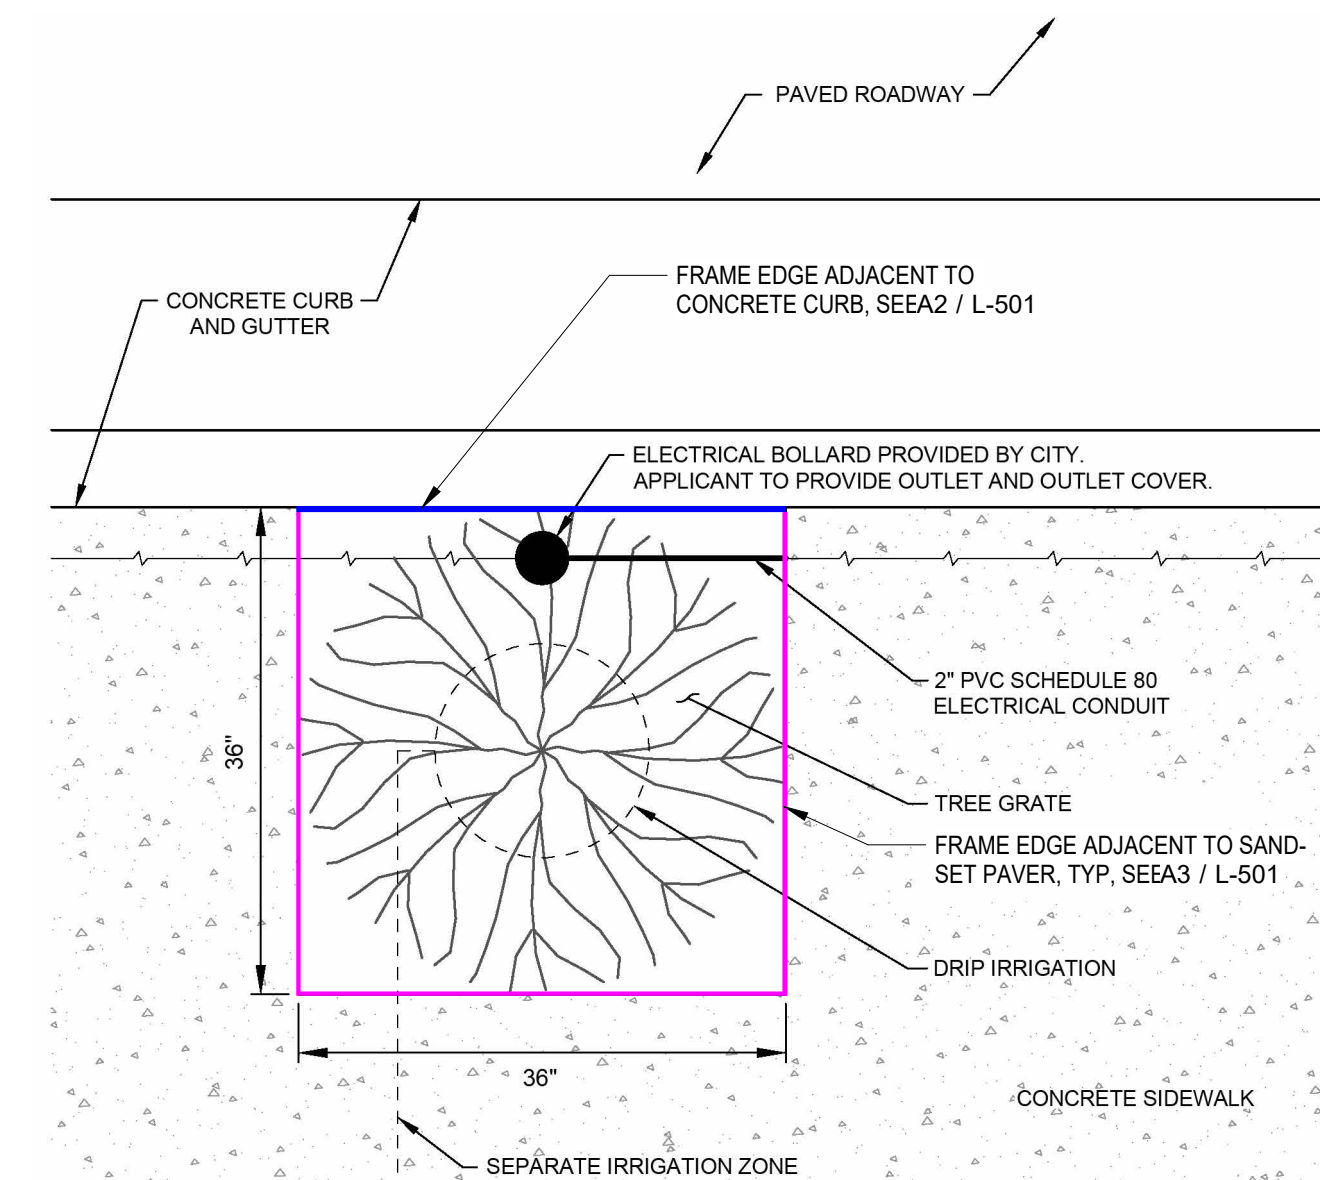 PAVED ROADWAY
FRAME EDGE ADJACENT TO
CONCRETE CURB, SEEA2 / L-501
CONCRETE CURB
AND GUTTER
ELECTRICAL BOLLARD PROVIDED BY CITY.
APPLICANT TO PROVIDE OUTLET AND OUTLET COVER.
2" PVC SCHEDULE 80
ELECTRICAL CONDUIT
36"
TREE GRATE
FRAME EDGE ADJACENT TO SAND-
SET PAVER, TYP, SEEA3 / L-501
DRIP IRRIGATION
36"
CONCRETE SIDEWALK
SEPARATE IRRIGATION ZONE